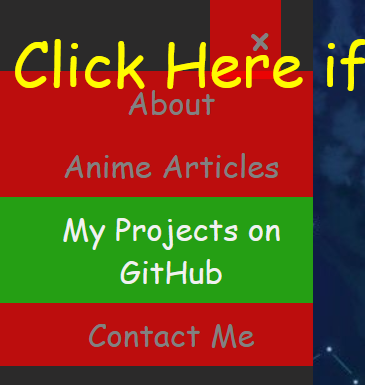 ×
Click Here if
About
Anime Articles
My Projects on
GitHub
Contact Me